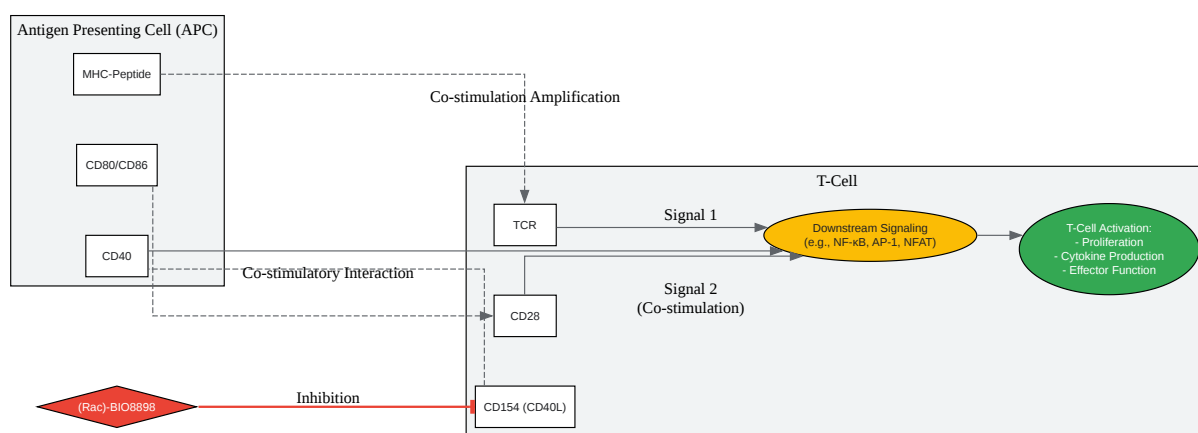 Antigen Presenting Cell (APC)
MHC-Peptide
Co-stimulation Amplification
CD80/CD86
T-Cell
TCR
Signal 1
Downstream Signaling
(e.g., NF-κB, AP-1, NFAT)
T-Cell Activation:
- Proliferation
- Cytokine Production
- Effector Function
CD40
Co-stimulatory Interaction
Signal 2
(Co-stimulation)
CD28
(Rac)-BIO8898
Inhibition
CD154 (CD40L)